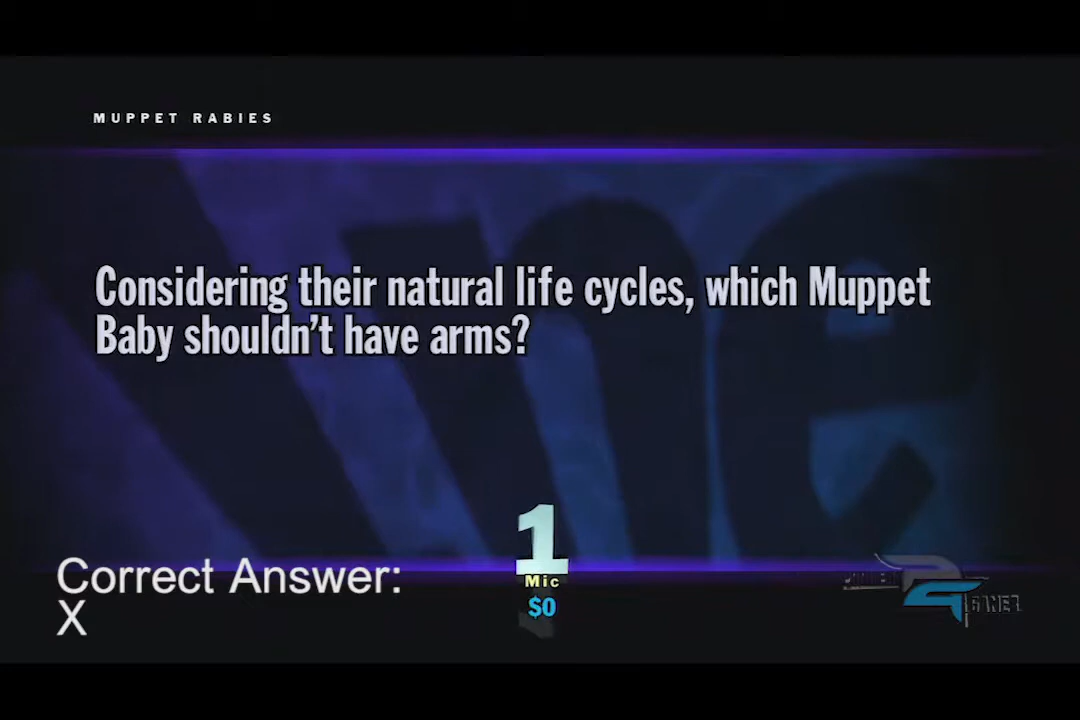 MUPPET RABIES
Considering their natural life cycles, which Muppet
Baby shouldn't have arms?
1
Mic
$0
Correct Answer:
X